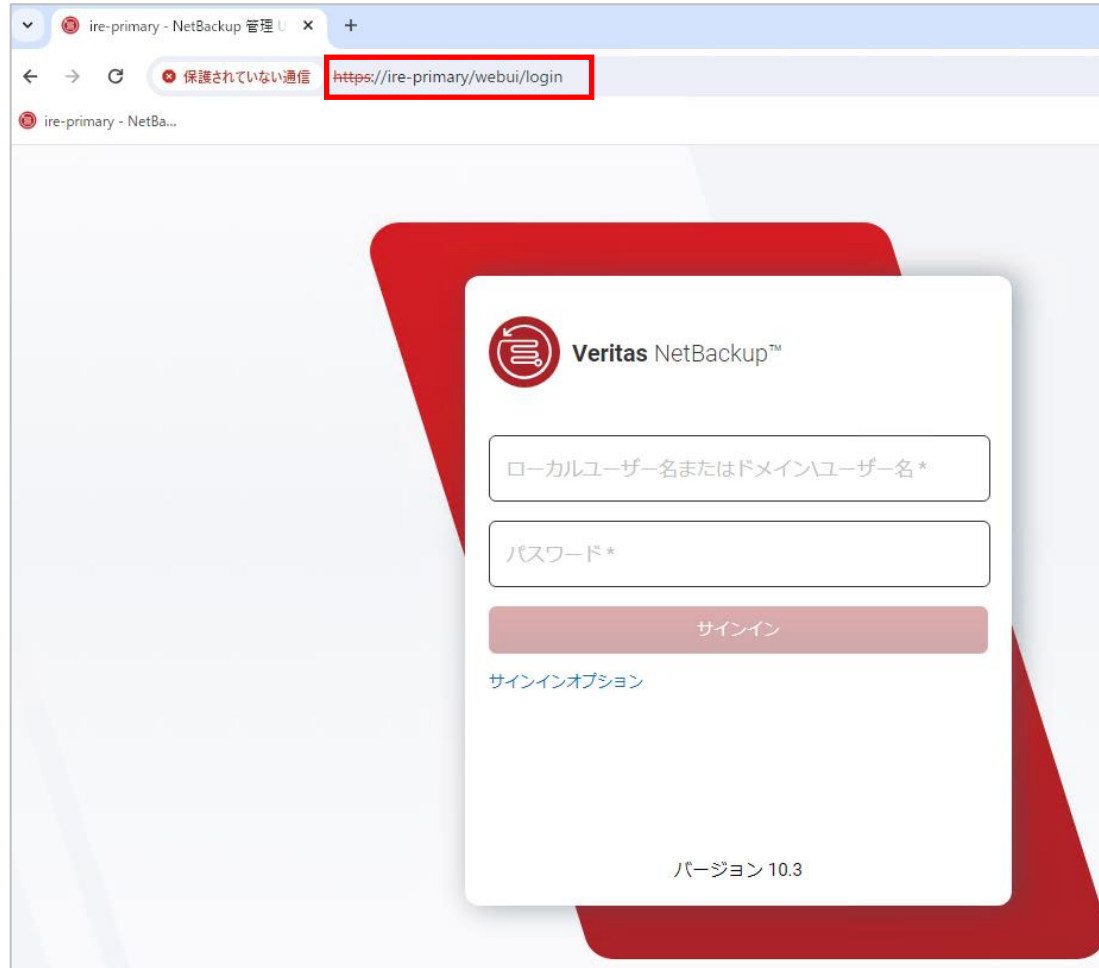 ire-primary - NetBackup 管理 U
保護されていない通信 https://ire-primary/webui/login
ire-primary - NetBa...
Veritas NetBackup™
ローカルユーザー名またはドメイン\ユーザー名 *
パスワード *
サインイン
サインインオプション
バージョン 10.3